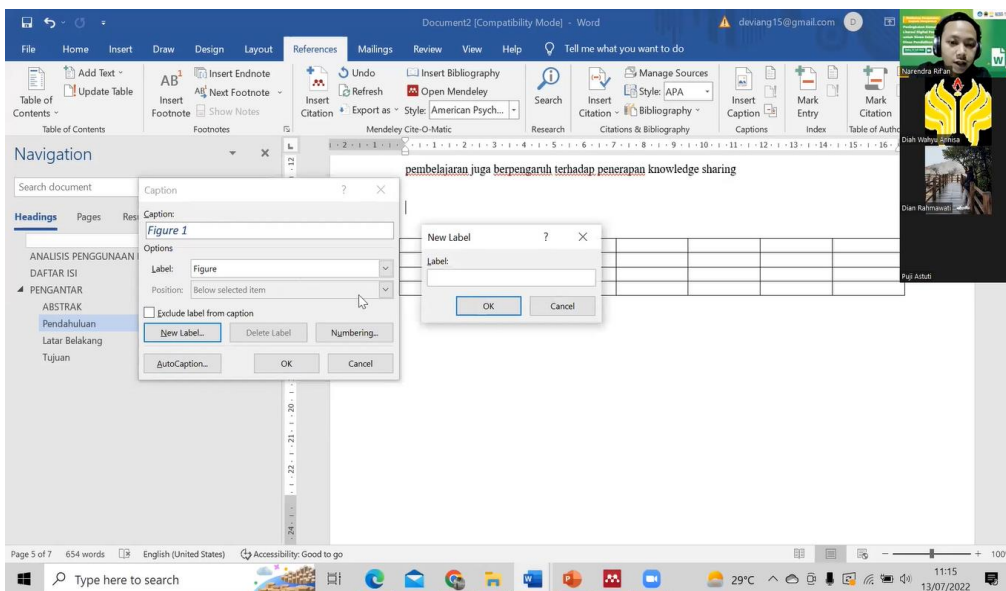 Document2 [Compatibility Mode] - Word
deviang15@gmail.com
D
File Home Insert Draw Design Layout References Mailings Review View Help Tell me what you want to do
Table of Contents
Add Text
Update Table
Table of Contents
AB1
Insert Footnote
Insert Endnote
Next Footnote
Show Notes
Footnotes
Insert Citation
Undo
Refresh
Export as
Insert Bibliography
Open Mendeley
Style: American Psych...
Mendeley Cite-O-Matic
Search
Research
Insert Citation
Manage Sources
Style: APA
Bibliography
Citations & Bibliography
Insert Caption
Captions
Mark Entry
Index
Mark Citation
Table of Autho
Narendra Rif'an
Diah Wahyu Annisa
Dian Rahmawati
Puji Astuti
Navigation
Search document
Headings Pages Res
ANALISIS PENGGUNAAN
DAFTAR ISI
PENGANTAR
ABSTRAK
Pendahuluan
Latar Belakang
Tujuan
pembelajaran juga berpengaruh terhadap penerapan knowledge sharing
Caption ?
Caption:
Figure 1
Options
Label: Figure
Position: Below selected item
Exclude label from caption
New Label... Delete Label Numbering...
AutoCaption... OK Cancel
New Label ?
Label:
OK Cancel
Page 5 of 7 654 words English (United States) Accessibility: Good to go
100
Type here to search
29°C
11:15
13/07/2022